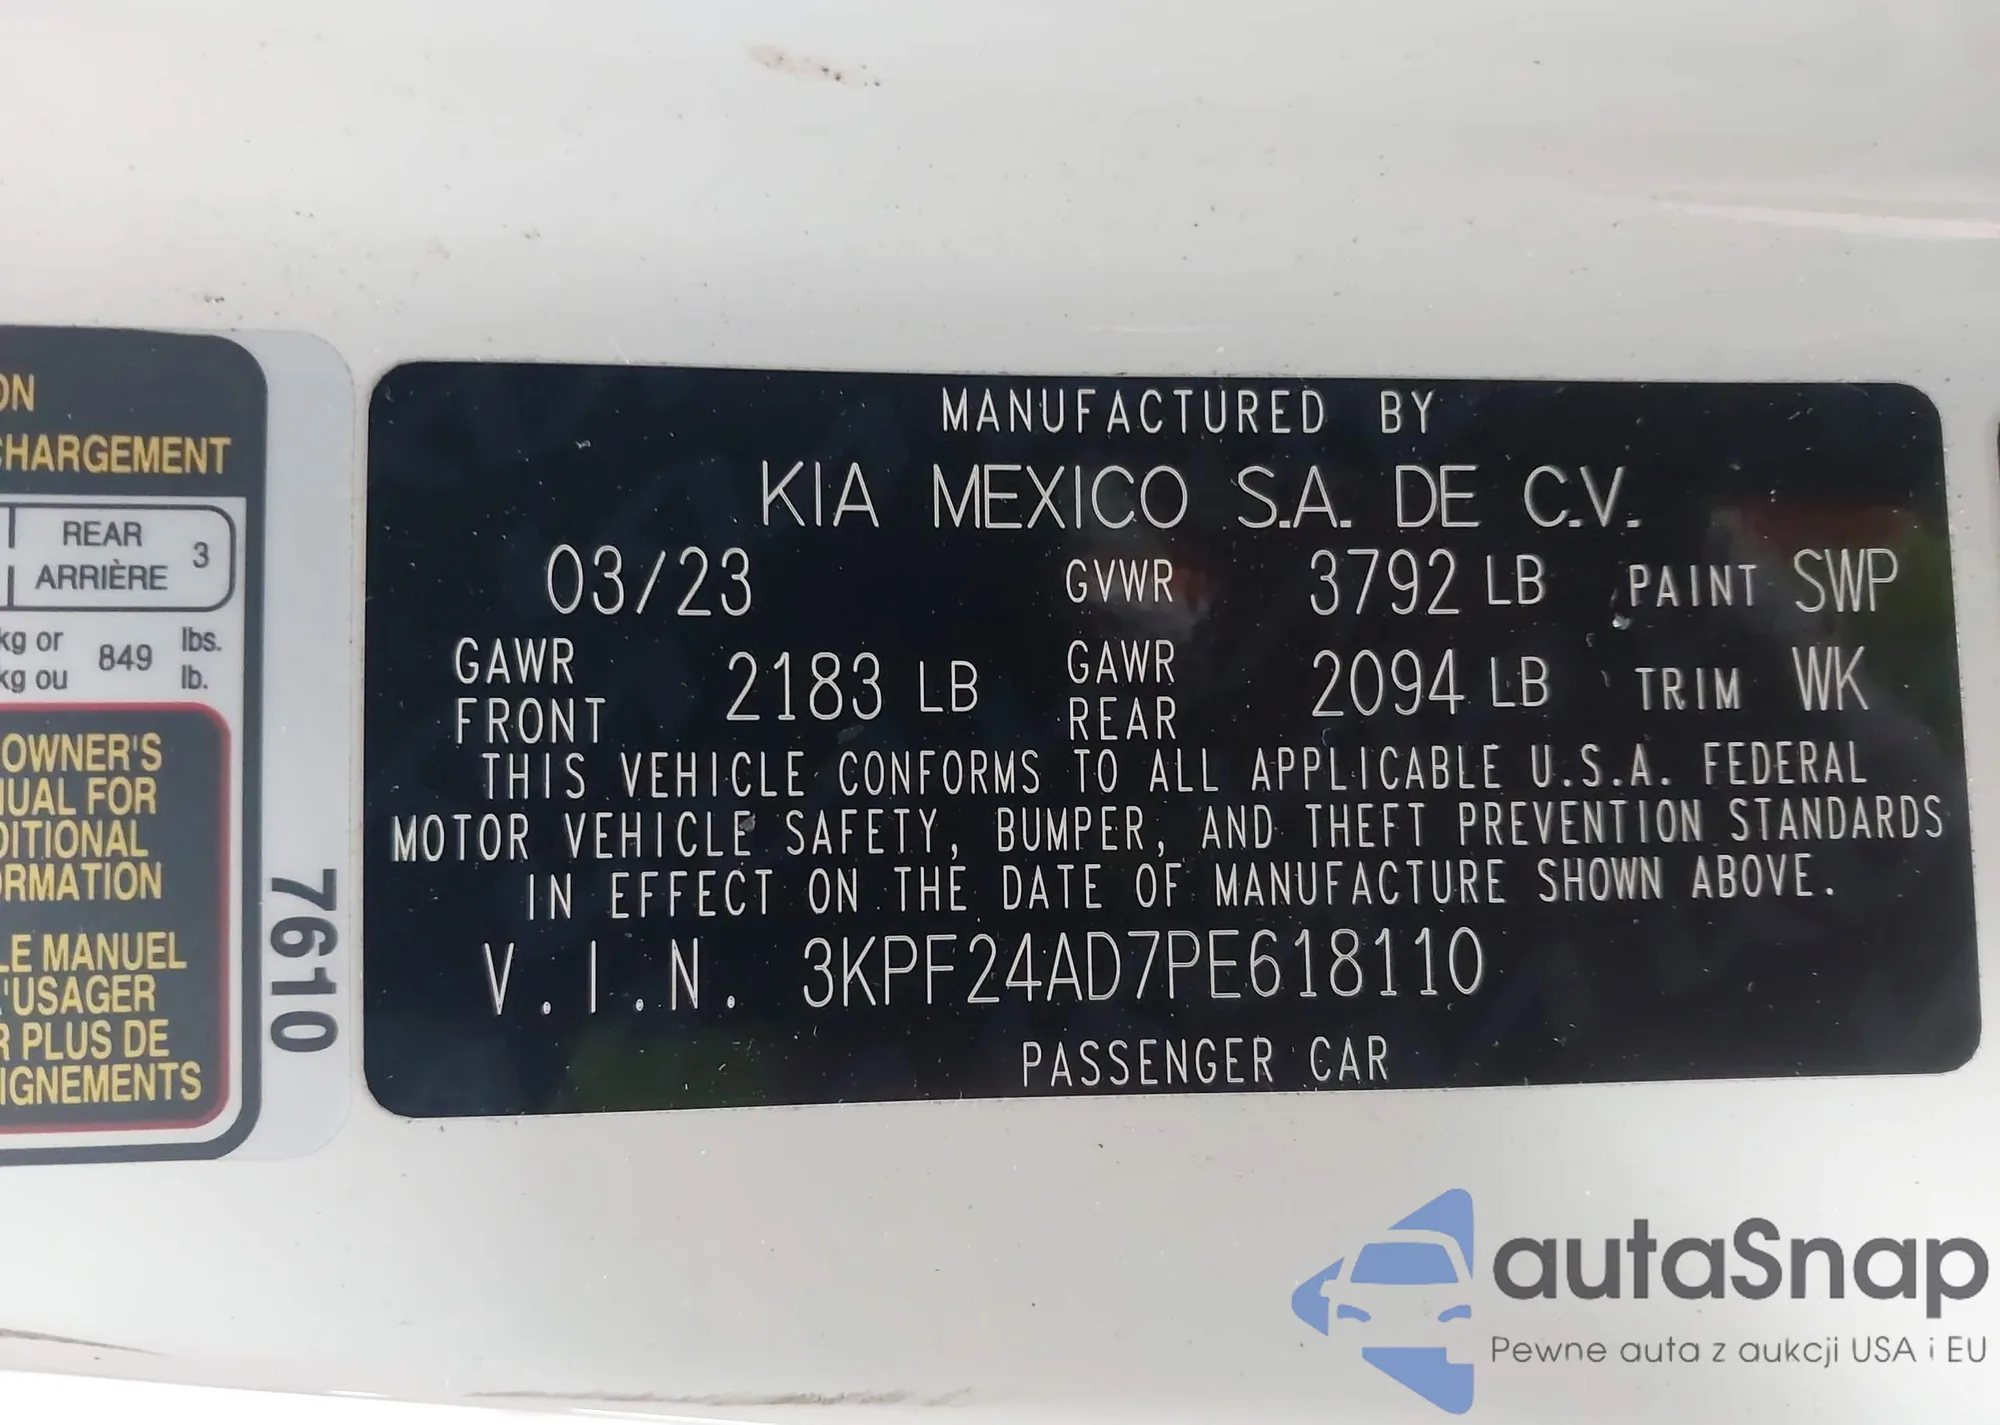 ON
CHARGEMENT
REAR
ARRIÈRE 3
kg or 849 lbs.
kg ou lb.
OWNER'S
UAL FOR
DITIONAL
ORMATION
LE MANUEL
L'USAGER
R PLUS DE
IGNEMENTS
7610
MANUFACTURED BY
KIA MEXICO S.A. DE C.V.
03/23 GVWR 3792 LB PAINT SWP
GAWR FRONT 2183 LB GAWR REAR 2094 LB TRIM WK
THIS VEHICLE CONFORMS TO ALL APPLICABLE U.S.A. FEDERAL
MOTOR VEHICLE SAFETY, BUMPER, AND THEFT PREVENTION STANDARDS
IN EFFECT ON THE DATE OF MANUFACTURE SHOWN ABOVE.
V.I.N. 3KPF24AD7PE618110
PASSENGER CAR
autaSnap
Pewne auta z aukcji USA i EU